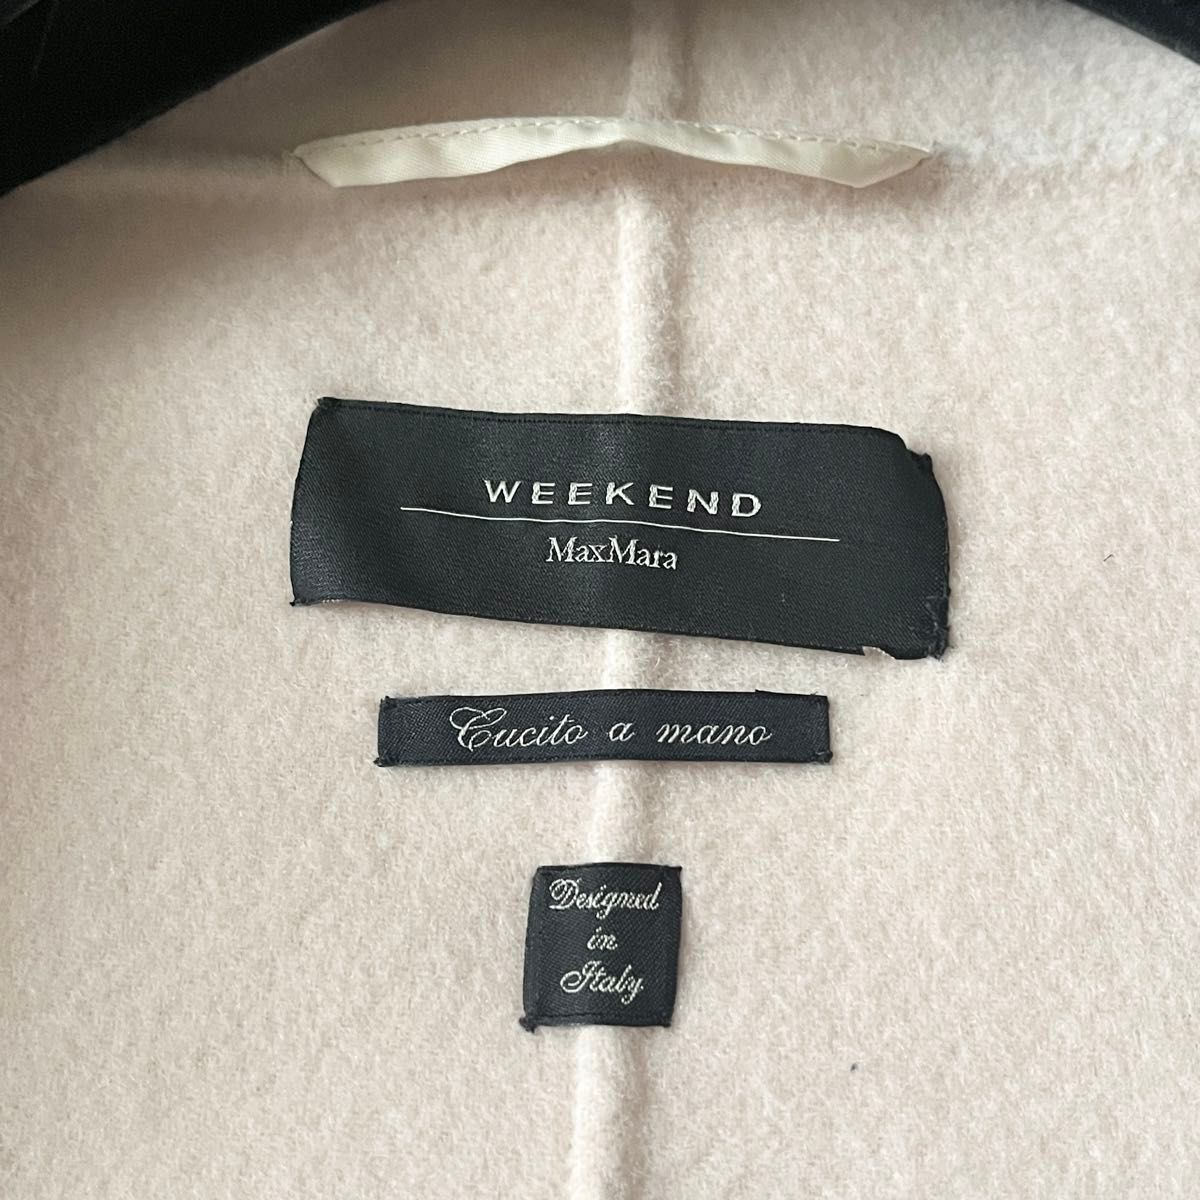 WEEKEND
MaxMara
Cucito a mano
Designed
in
Italy